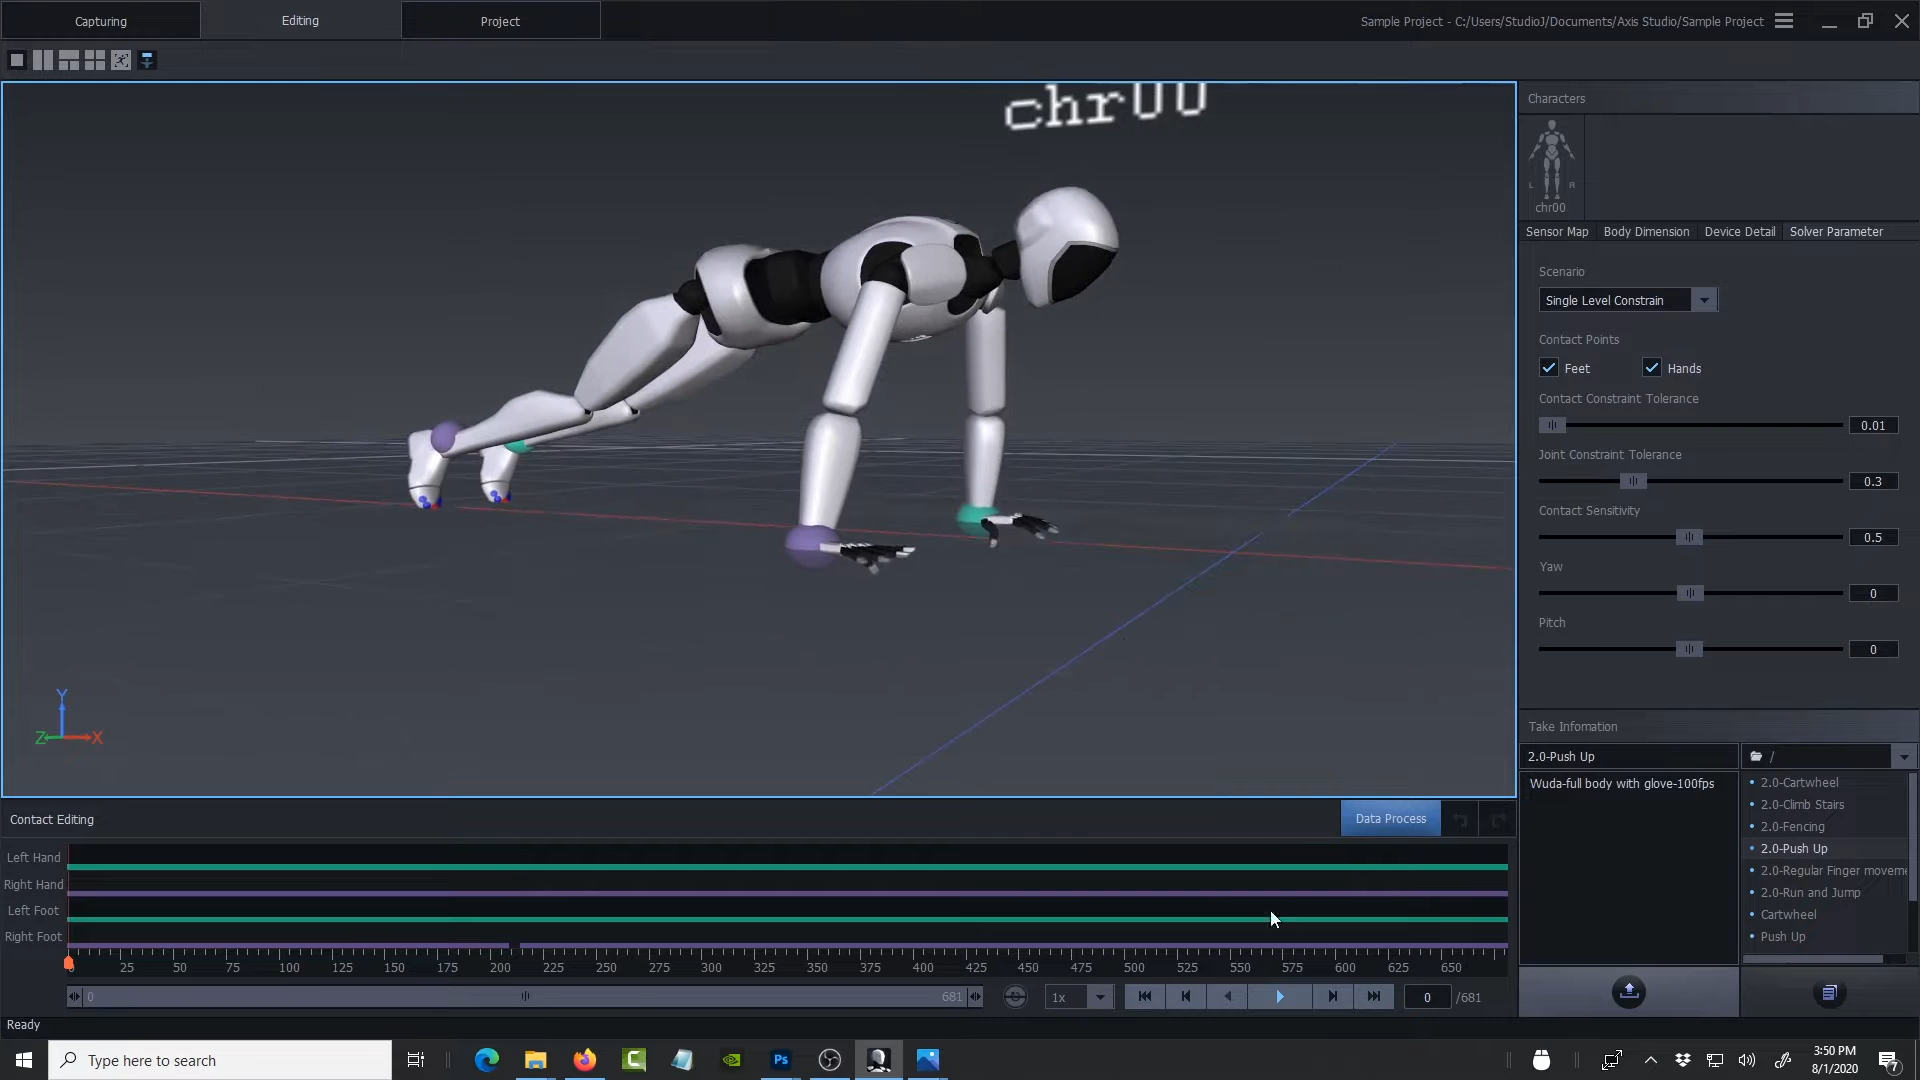 Capturing
Editing
Project
Sample Project - C:/Users/StudioJ/Documents/Axis Studio/Sample Project
chr00
Characters
L R
chr00
Sensor Map
Body Dimension
Device Detail
Solver Parameter
Scenario
Single Level Constrain
Contact Points
Feet
Hands
Contact Constraint Tolerance
0.01
Joint Constraint Tolerance
0.3
Contact Sensitivity
0.5
Yaw
0
Pitch
0
Y
Z X
Take Infomation
2.0-Push Up
/
Wuda-full body with glove-100fps
2.0-Cartwheel
2.0-Climb Stairs
2.0-Fencing
2.0-Push Up
2.0-Regular Finger moveme
2.0-Run and Jump
Cartwheel
Push Up
Contact Editing
Data Process
Left Hand
Right Hand
Left Foot
Right Foot
0 25 50 75 100 125 150 175 200 225 250 275 300 325 350 375 400 425 450 475 500 525 550 575 600 625 650
0 681
1x
0 /681
Ready
Type here to search
Ps
3:50 PM
8/1/2020
7